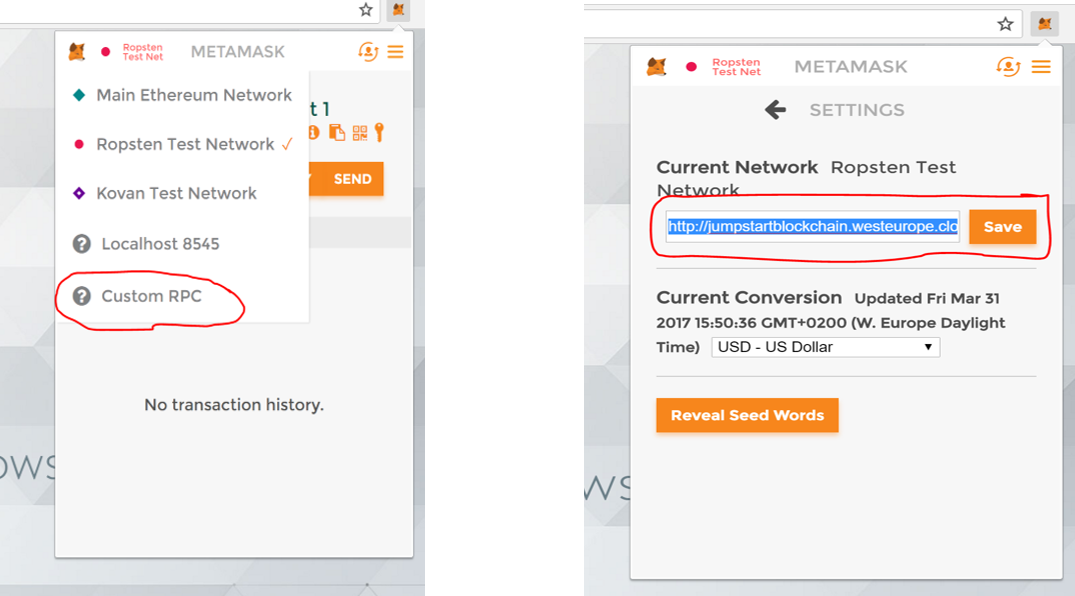 Ropsten
Test Net
METAMASK
Main Ethereum Network
t 1
Ropsten Test Network ✓
SEND
Kovan Test Network
? Localhost 8545
? Custom RPC
No transaction history.
OWS
Ropsten
Test Net
METAMASK
SETTINGS
Current Network Ropsten Test
Network
http://jumpstartblockchain.westeurope.clo
Save
Current Conversion Updated Fri Mar 31
2017 15:50:36 GMT+0200 (W. Europe Daylight
Time) USD - US Dollar
Reveal Seed Words
WS